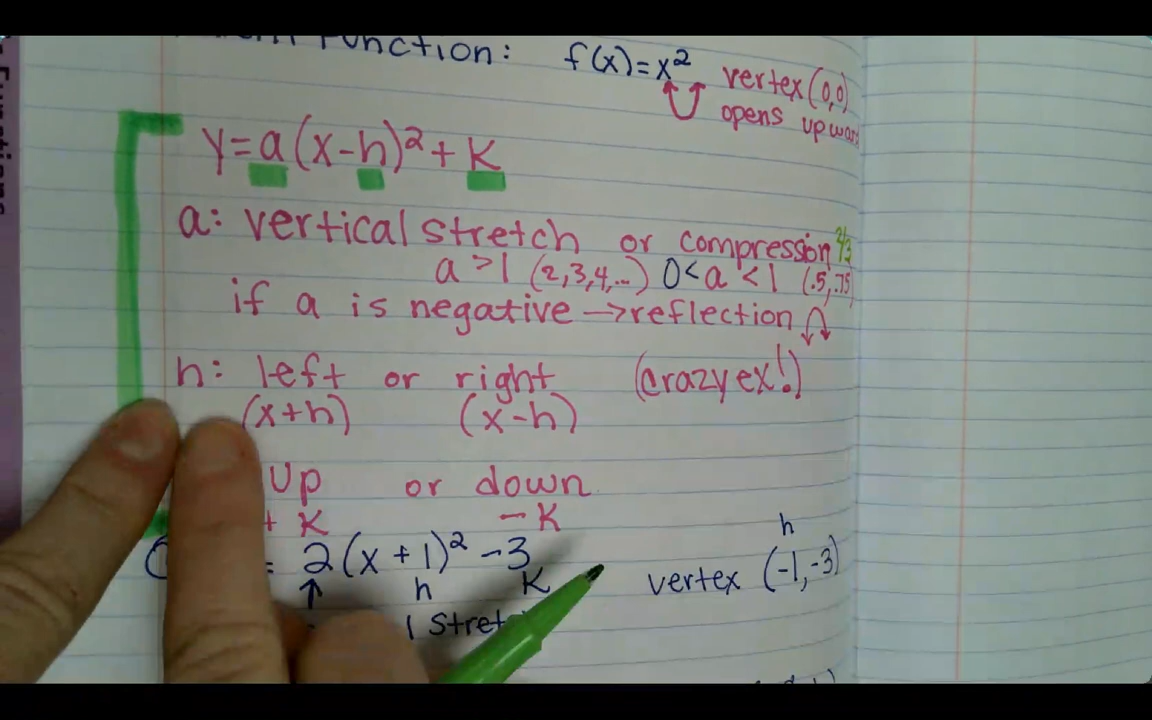 Function: f(x)=x²
vertex (0,0)
opens upward
y=a(x-h)²+K
a: vertical stretch or compression 2/3
a>1 (2,3,4,...) 0<a<1 (.5,.75)
if a is negative →reflection
h: left or right (crazy ex!)
(x+h) (x-h)
Up or down
+ K -K
= 2(x+1)²-3
h K
h
vertex (-1,-3)